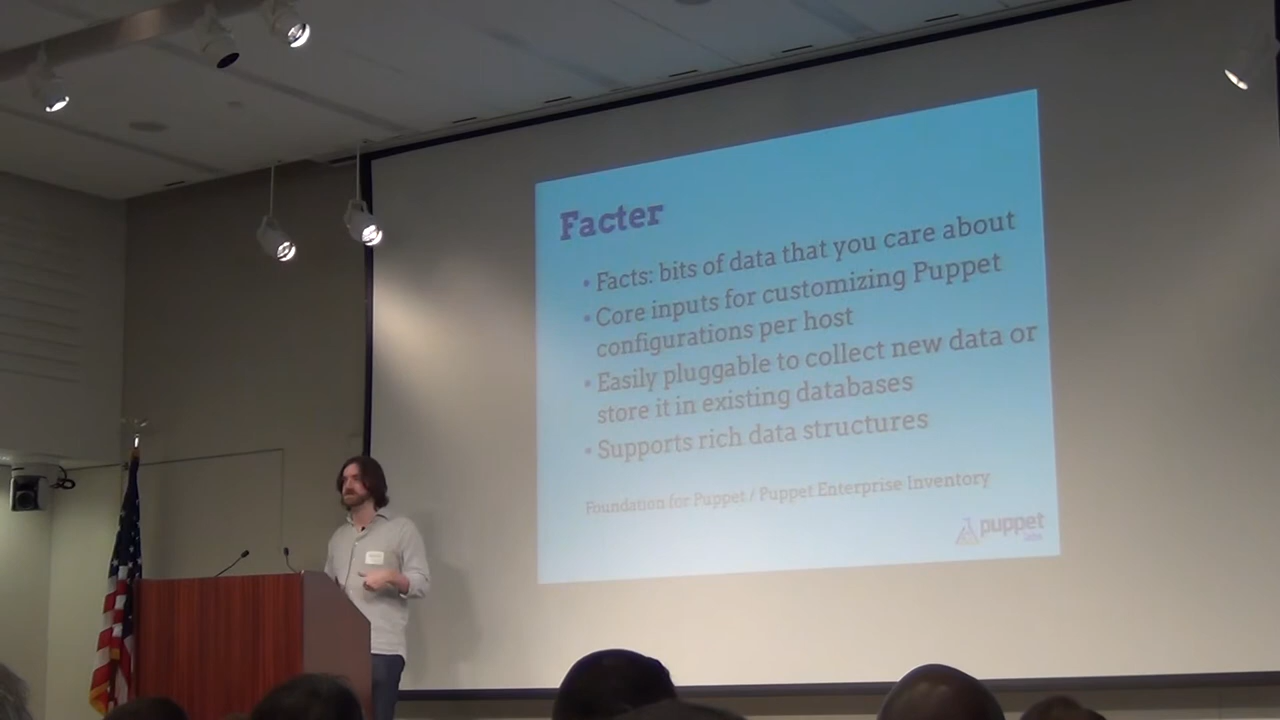 Facter
• Facts: bits of data that you care about
• Core inputs for customizing Puppet
configurations per host
• Easily pluggable to collect new data or
store it in existing databases
• Supports rich data structures
Foundation for Puppet / Puppet Enterprise Inventory
puppet
labs